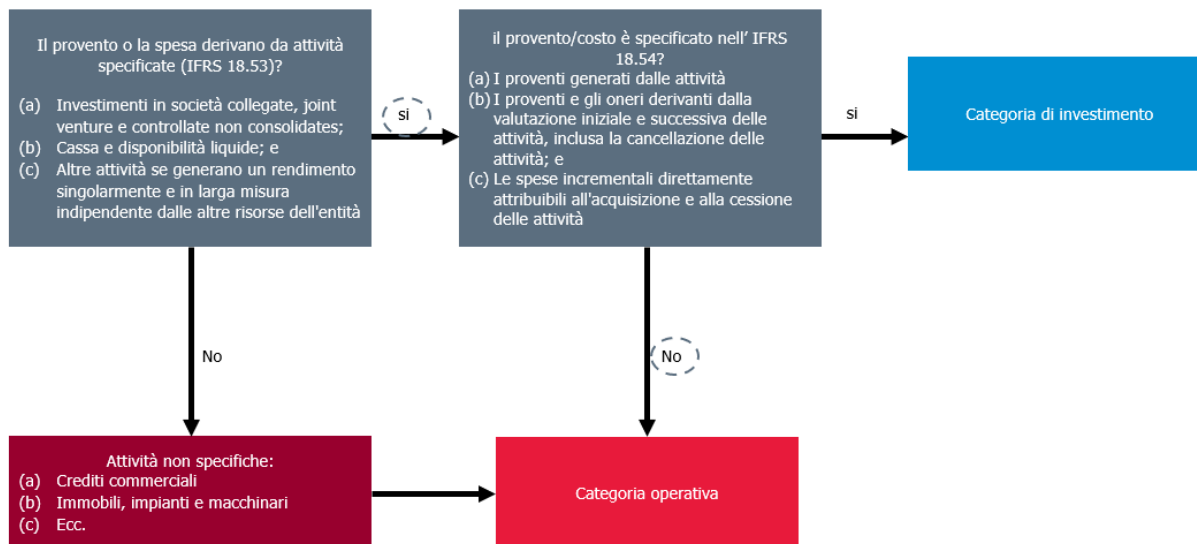 Il provento o la spesa derivano da attività
specificate (IFRS 18.53)?
(a) Investimenti in società collegate, joint
venture e controllate non consolidates;
(b) Cassa e disponibilità liquide; e
(c) Altre attività se generano un rendimento
singolarmente e in larga misura
indipendente dalle altre risorse dell'entità
si
il provento/costo è specificato nell' IFRS
18.54?
(a) I proventi generati dalle attività
(b) I proventi e gli oneri derivanti dalla
valutazione iniziale e successiva delle
attività, inclusa la cancellazione delle
attività; e
(c) Le spese incrementali direttamente
attribuibili all'acquisizione e alla cessione
delle attività
si
Categoria di investimento
No
No
Attività non specifiche:
(a) Crediti commerciali
(b) Immobili, impianti e macchinari
(c) Ecc.
Categoria operativa